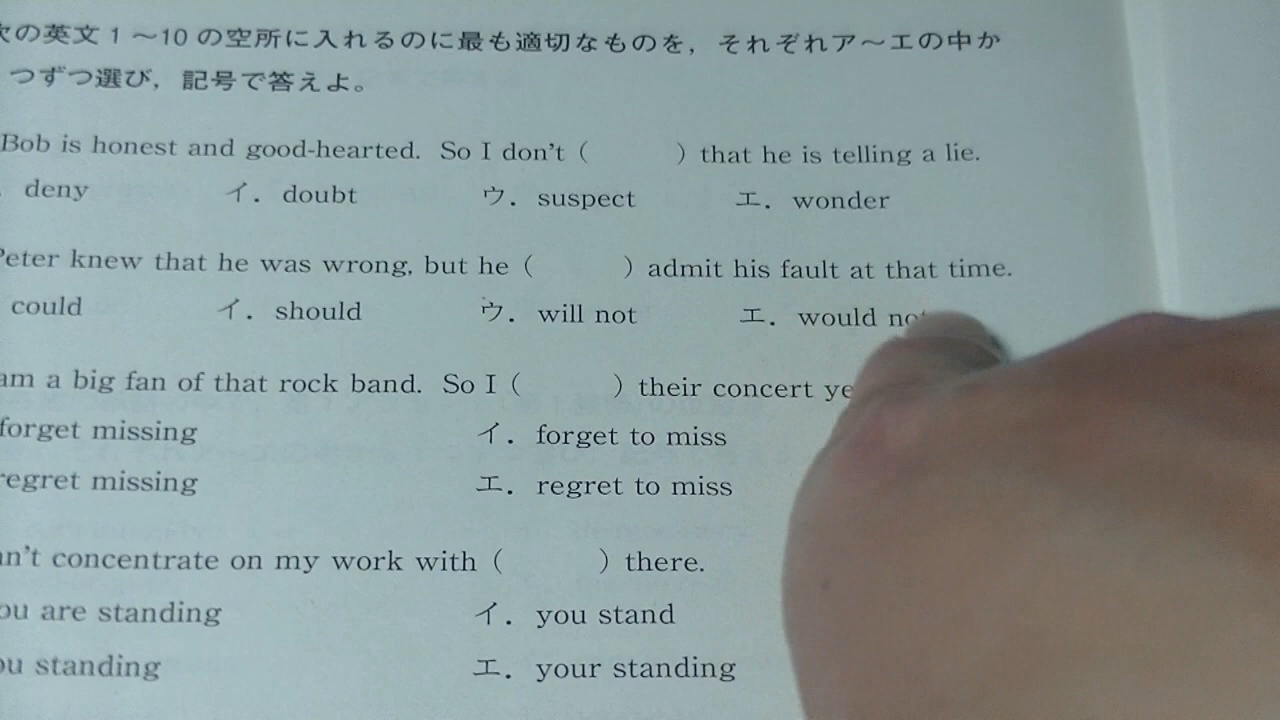 の英文1～10の空所に入れるのに最も適切なものを，それぞれア～エの中か
つずつ選び，記号で答えよ。
Bob is honest and good-hearted. So I don't ( ) that he is telling a lie.
deny イ．doubt ウ．suspect エ．wonder
Peter knew that he was wrong, but he ( ) admit his fault at that time.
could イ．should ウ．will not エ．would not
am a big fan of that rock band. So I ( ) their concert ye
forget missing イ．forget to miss
regret missing エ．regret to miss
n't concentrate on my work with ( ) there.
ou are standing イ．you stand
ou standing エ．your standing